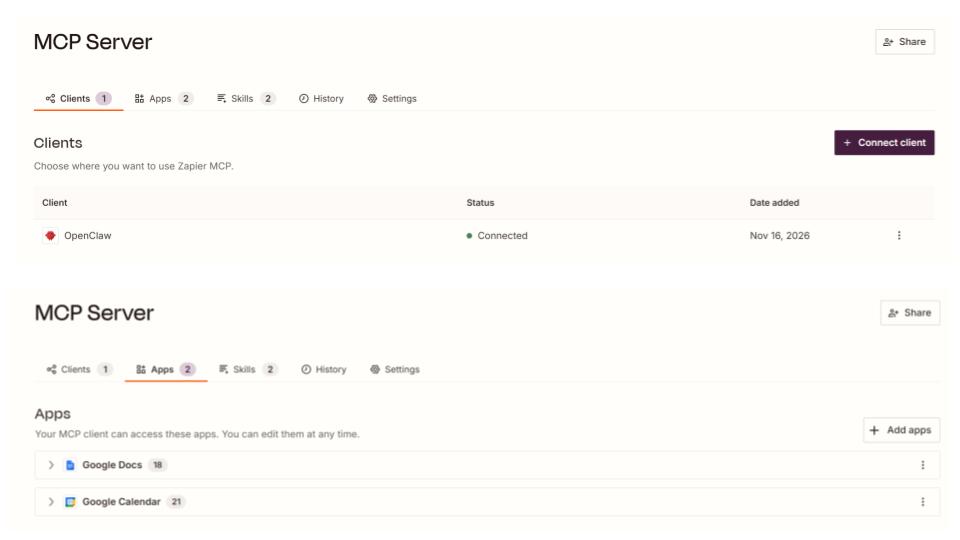 MCP Server
Share
Clients 1 Apps 2 Skills 2 History Settings
Clients
+ Connect client
Choose where you want to use Zapier MCP.
Client Status Date added
OpenClaw Connected Nov 16, 2026
MCP Server
Share
Clients 1 Apps 2 Skills 2 History Settings
Apps
Your MCP client can access these apps. You can edit them at any time.
+ Add apps
Google Docs 18
Google Calendar 21